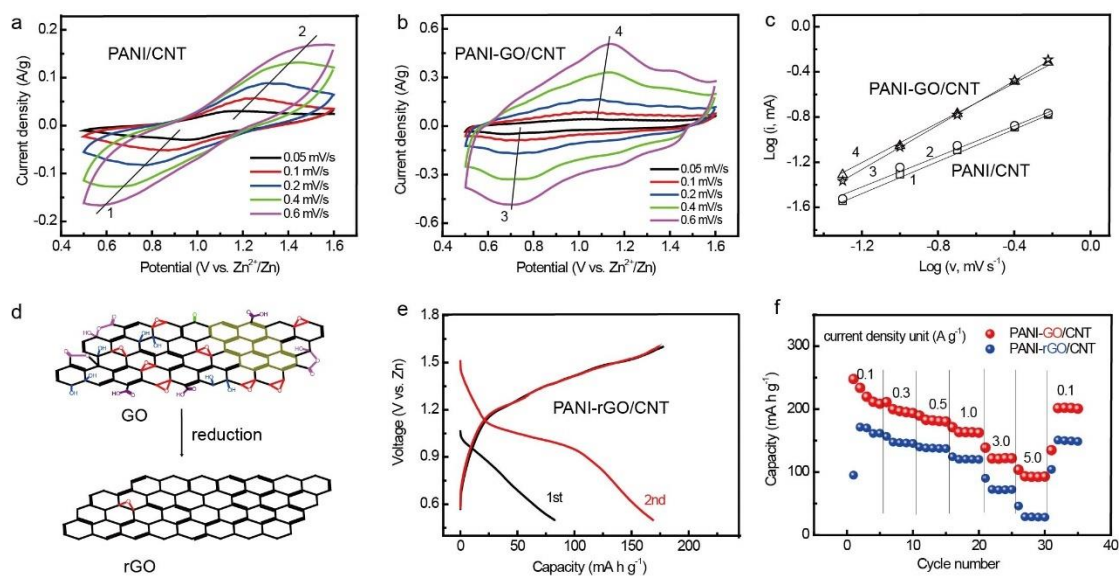 a
PANI/CNT
2
1
0.2
0.1
0.0
-0.1
-0.2
Current density (A/g)
0.05 mV/s
0.1 mV/s
0.2 mV/s
0.4 mV/s
0.6 mV/s
0.4 0.6 0.8 1.0 1.2 1.4 1.6
Potential (V vs. Zn²⁺/Zn)
b
PANI-GO/CNT
4
3
0.6
0.3
0.0
-0.3
-0.6
Current density (A/g)
0.05 mV/s
0.1 mV/s
0.2 mV/s
0.4 mV/s
0.6 mV/s
0.4 0.6 0.8 1.0 1.2 1.4 1.6
Potential (V vs. Zn²⁺/Zn)
c
0.0
-0.4
-0.8
-1.2
-1.6
Log (i, mA)
PANI-GO/CNT
4
3
2
1
PANI/CNT
-1.2 -0.8 -0.4 0.0
Log (v, mV s⁻¹)
d
GO
reduction
rGO
e
1.8
1.5
1.2
0.9
0.6
Voltage (V vs. Zn)
PANI-rGO/CNT
1st
2nd
0 50 100 150 200
Capacity (mA h g⁻¹)
f
current density unit (A g⁻¹)
PANI-GO/CNT
PANI-rGO/CNT
300
200
100
0
Capacity (mA h g⁻¹)
0.1
0.3
0.5
1.0
3.0
5.0
0.1
0 10 20 30 40
Cycle number